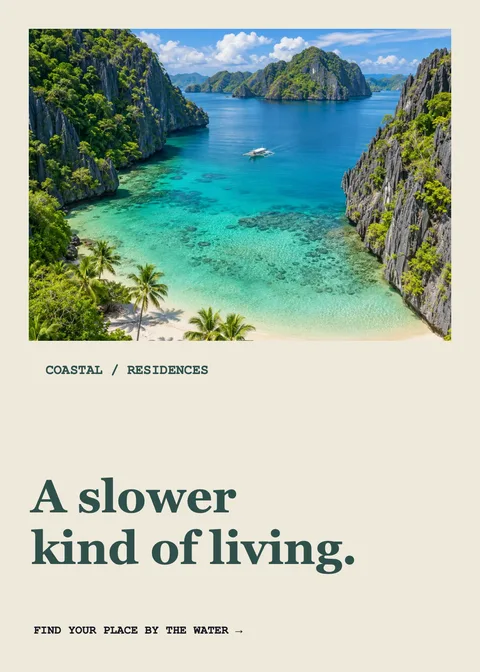 COASTAL / RESIDENCES
A slower
kind of living.
FIND YOUR PLACE BY THE WATER →